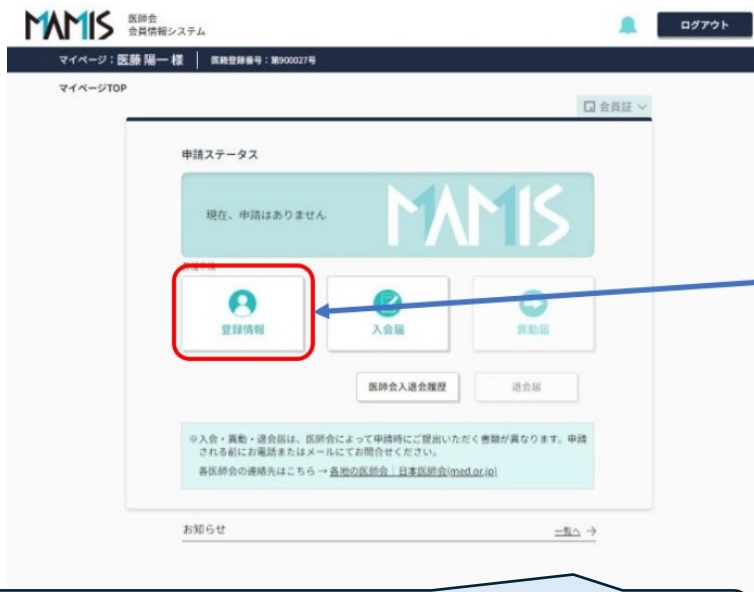 MAMIS 医師会
会員情報システム
ログアウト
マイページ：医藤 陽一 様 医籍登録番号：第900027号
マイページTOP
会員証
申請ステータス
現在、申請はありません
MAMIS
各種申請
登録情報
入会届
異動届
医師会入退会履歴
退会届
※入会・異動・退会届は、医師会によって申請時にご提出いただく書類が異なります。申請
される前にお電話またはメールにてお問合せください。
各医師会の連絡先はこちら → 各地の医師会｜日本医師会(med.or.jp)
お知らせ
一覧へ →